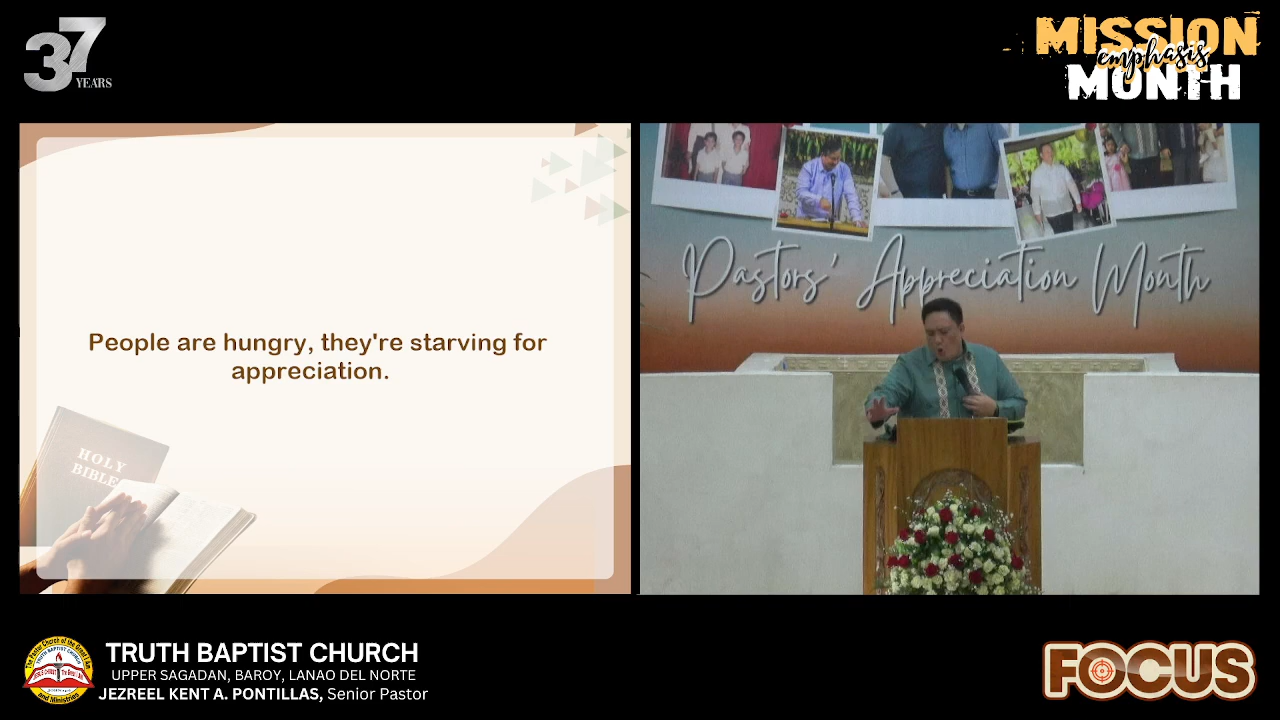 37
YEARS
MISSION
emphasis
MONTH
People are hungry, they're starving for
appreciation.
HOLY
BIBLE
Pastors' Appreciation Month
TRUTH BAPTIST CHURCH
UPPER SAGADAN, BAROY, LANAO DEL NORTE
JEZREEL KENT A. PONTILLAS, Senior Pastor
FOCUS